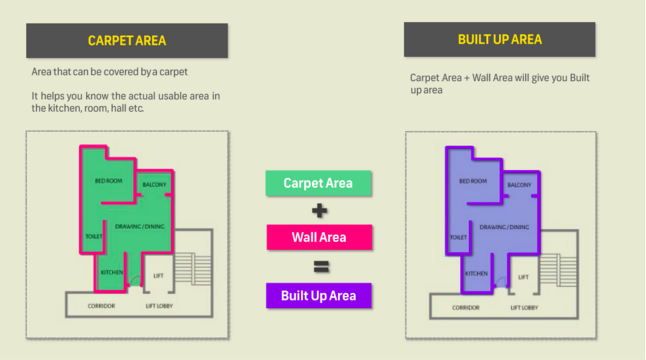 CARPET AREA
Area that can be covered by a carpet
It helps you know the actual usable area in
the kitchen, room, hall etc.
BED ROOM
BALCONY
DRAWING/DINING
TOILET
KITCHEN
LIFT
CORRIDOR
LIFT LOBBY
Carpet Area
+
Wall Area
=
Built Up Area
BUILT UP AREA
Carpet Area + Wall Area will give you Built
up area
BED ROOM
BALCONY
DRAWING/DINING
TOILET
KITCHEN
LIFT
CORRIDOR
LIFT LOBBY